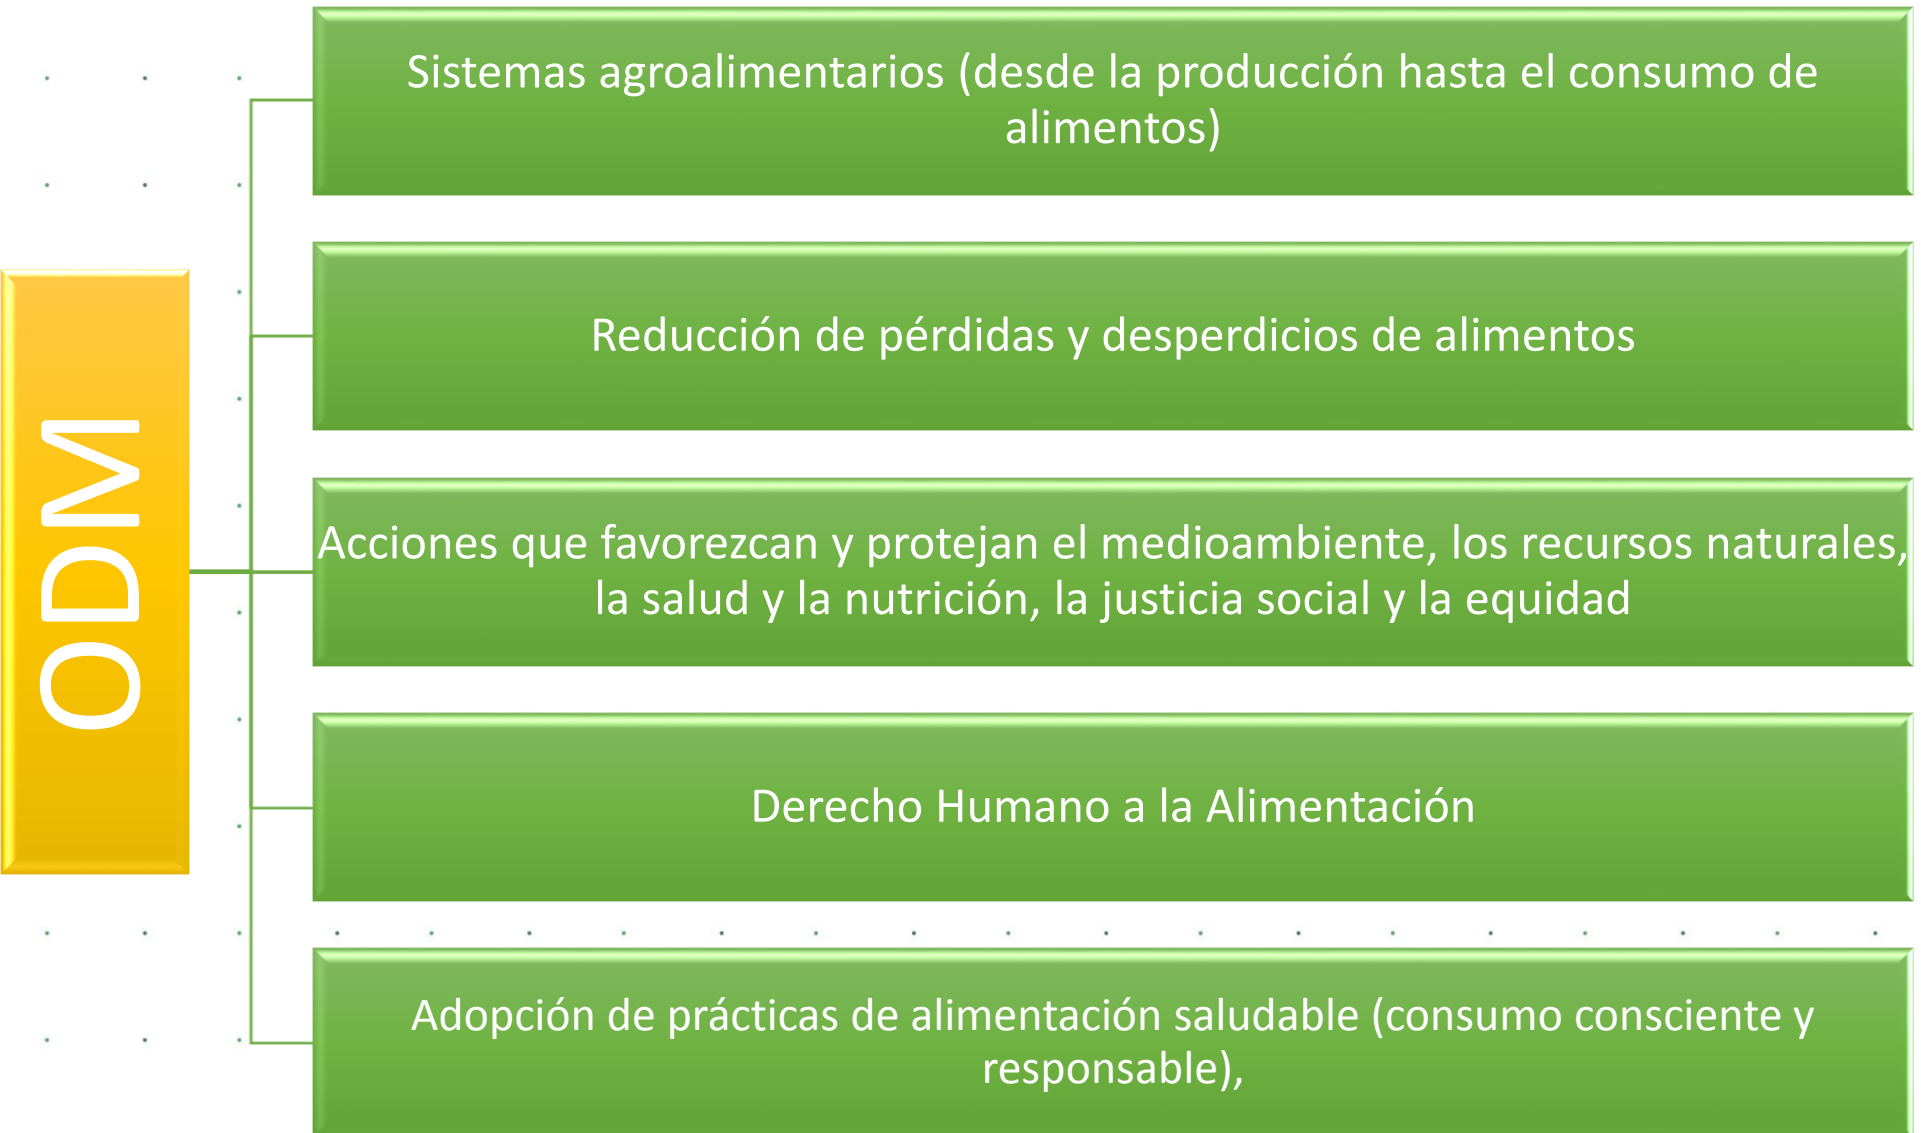 ODM
Sistemas agroalimentarios (desde la producción hasta el consumo de
alimentos)
Reducción de pérdidas y desperdicios de alimentos
Acciones que favorezcan y protejan el medioambiente, los recursos naturales,
la salud y la nutrición, la justicia social y la equidad
Derecho Humano a la Alimentación
Adopción de prácticas de alimentación saludable (consumo consciente y
responsable),